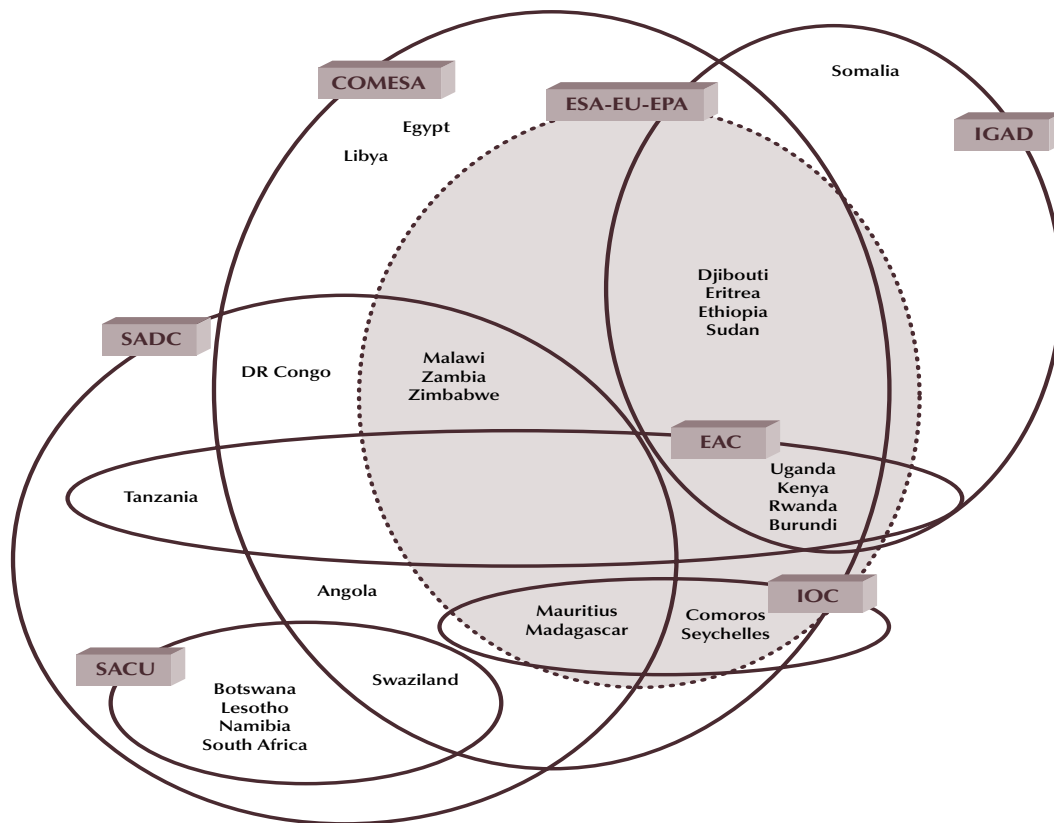 Somalia
COMESA
ESA-EU-EPA
Egypt
IGAD
Libya
Djibouti
Eritrea
Ethiopia
Sudan
SADC
DR Congo
Malawi
Zambia
Zimbabwe
EAC
Tanzania
Uganda
Kenya
Rwanda
Burundi
Angola
IOC
Mauritius
Madagascar
Comoros
Seychelles
SACU
Swaziland
Botswana
Lesotho
Namibia
South Africa